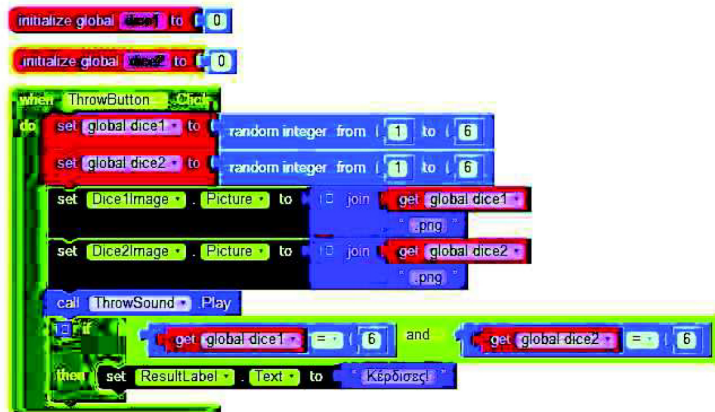 initialize global dice1 to 0
initialize global dice2 to 0
when ThrowButton .Click
do set global dice1 to random integer from 1 to 6
set global dice2 to random integer from 1 to 6
set Dice1Image . Picture to join get global dice1
" .png "
set Dice2Image . Picture to join get global dice2
" .png "
call ThrowSound .Play
if get global dice1 = 6 and get global dice2 = 6
then set ResultLabel . Text to " Κέρδισες! "